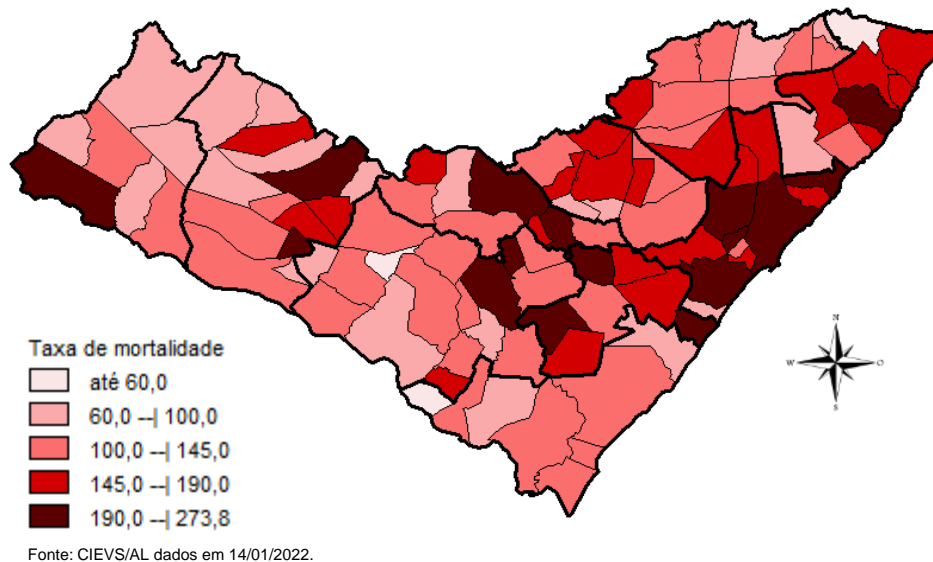 Taxa de mortalidade
até 60,0
60,0 --| 100,0
100,0 --| 145,0
145,0 --| 190,0
190,0 --| 273,8
N
W
O
S
Fonte: CIEVS/AL dados em 14/01/2022.